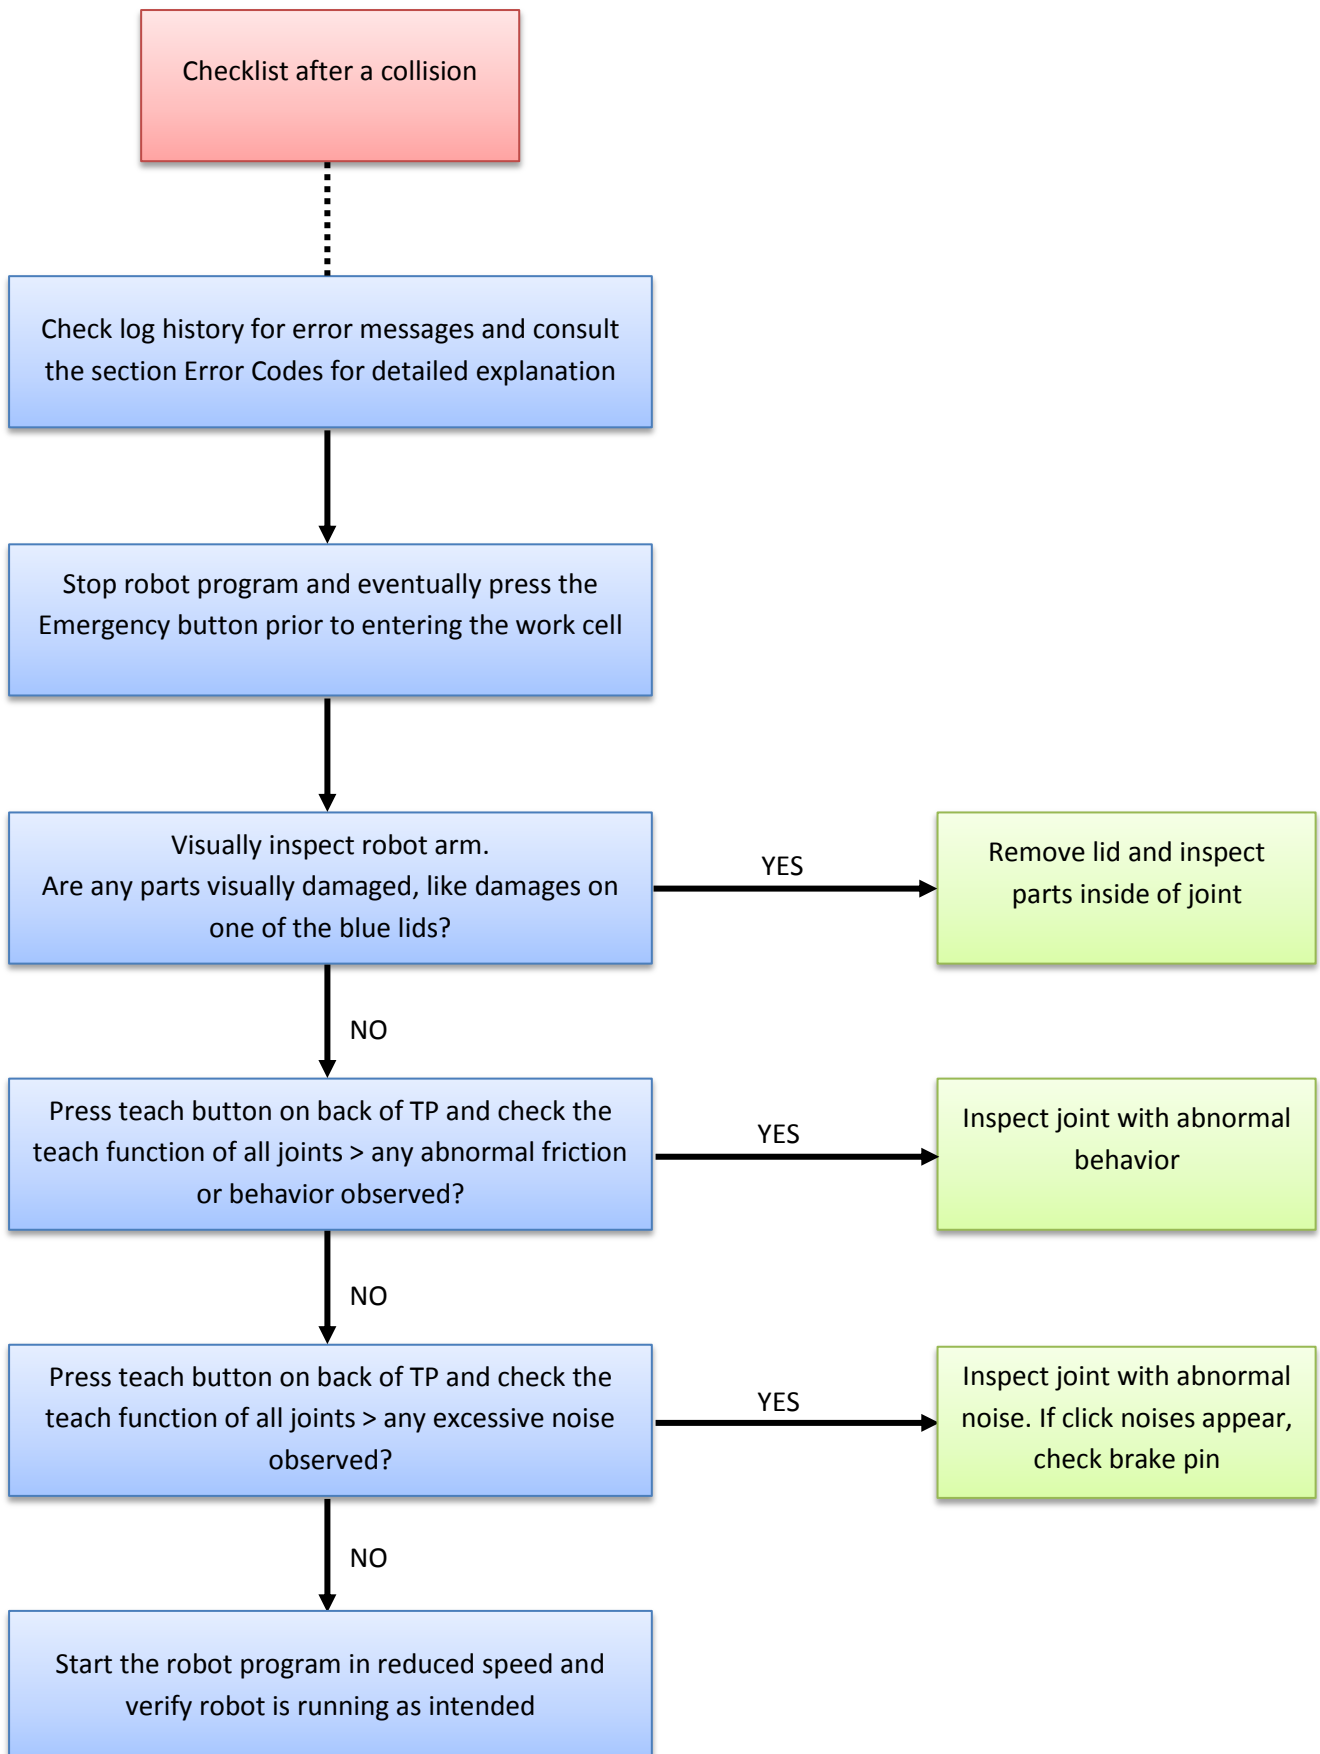 Checklist after a collision
Check log history for error messages and consult
the section Error Codes for detailed explanation
Stop robot program and eventually press the
Emergency button prior to entering the work cell
Visually inspect robot arm.
Are any parts visually damaged, like damages on
one of the blue lids?
YES
Remove lid and inspect
parts inside of joint
NO
Press teach button on back of TP and check the
teach function of all joints > any abnormal friction
or behavior observed?
YES
Inspect joint with abnormal
behavior
NO
Press teach button on back of TP and check the
teach function of all joints > any excessive noise
observed?
YES
Inspect joint with abnormal
noise. If click noises appear,
check brake pin
NO
Start the robot program in reduced speed and
verify robot is running as intended